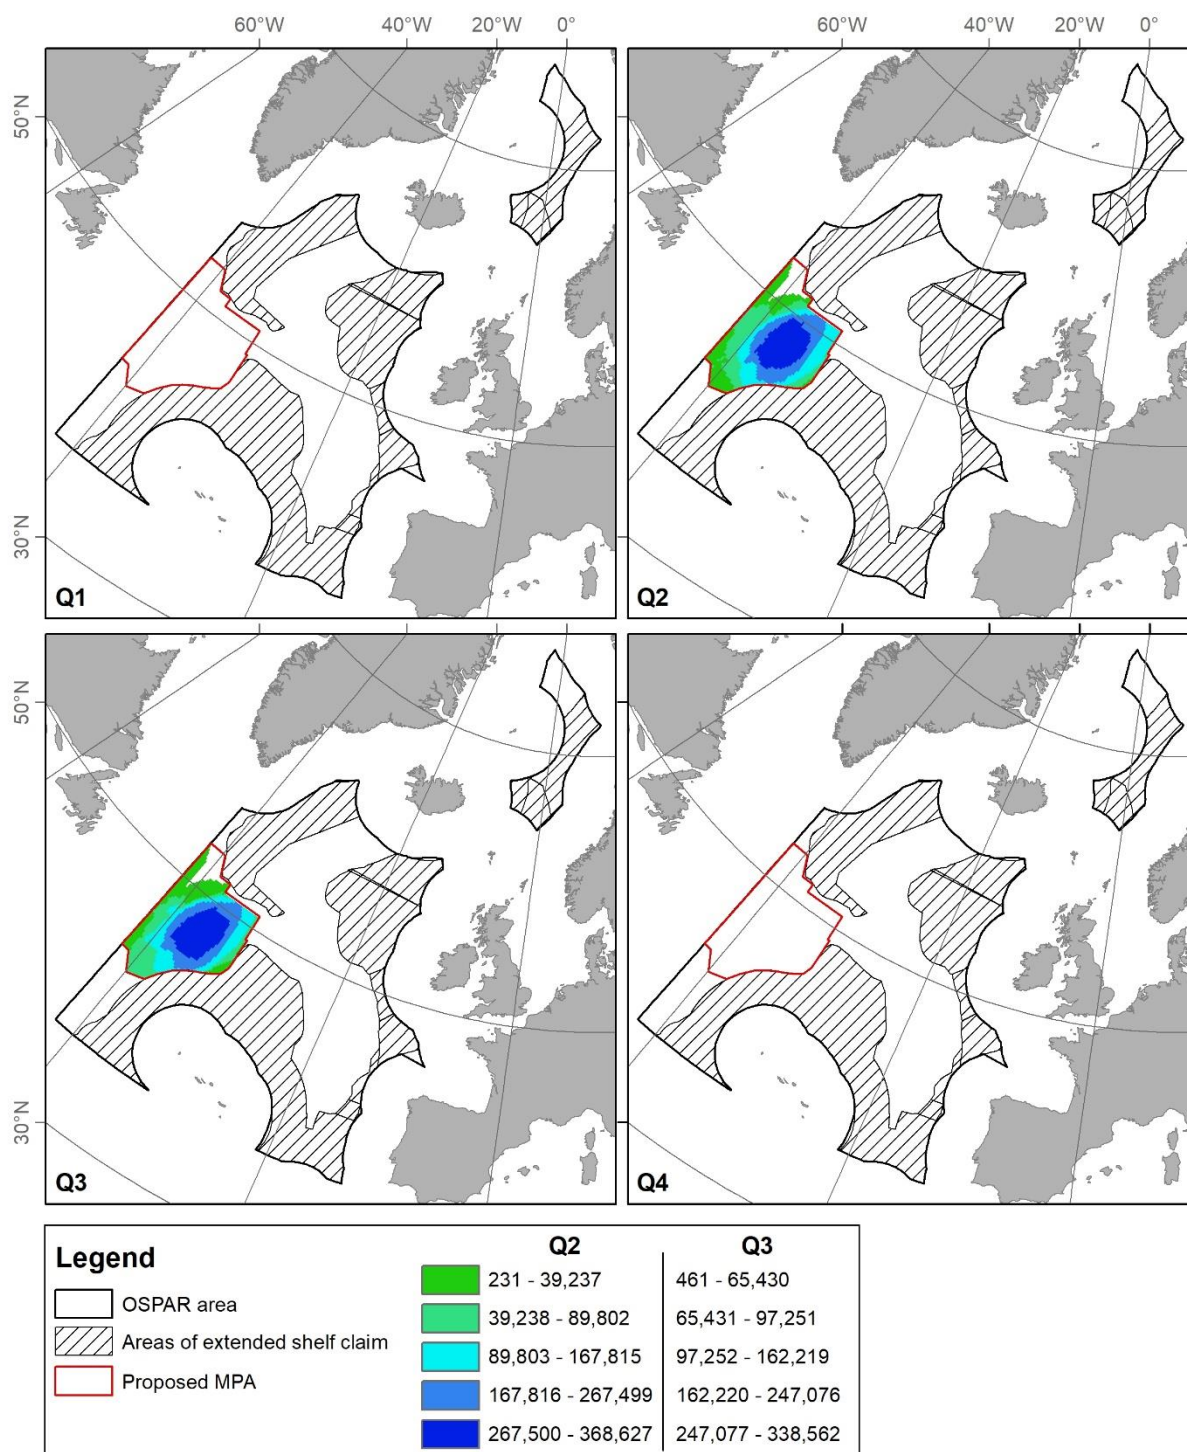 60°W 40°W 20°W 0° 60°W 40°W 20°W 0°
50°N
30°N
Q1 Q2
50°N
30°N
Q3 Q4
Legend
OSPAR area
Areas of extended shelf claim
Proposed MPA
Q2 Q3
231 - 39,237 461 - 65,430
39,238 - 89,802 65,431 - 97,251
89,803 - 167,815 97,252 - 162,219
167,816 - 267,499 162,220 - 247,076
267,500 - 368,627 247,077 - 338,562